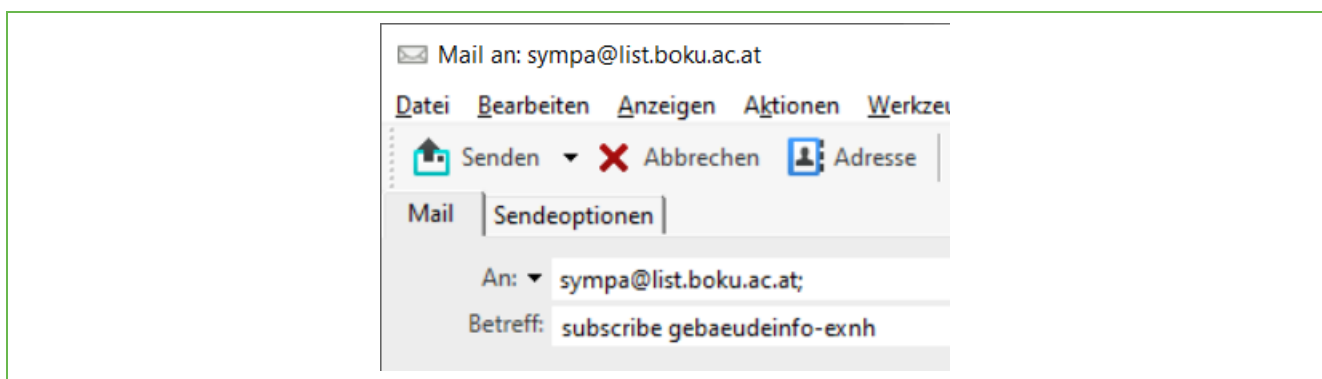 Mail an: sympa@list.boku.ac.at
Datei Bearbeiten Anzeigen Aktionen Werkzeu
Senden Abbrechen Adresse
Mail Sendeoptionen
An: sympa@list.boku.ac.at;
Betreff: subscribe gebaeudeinfo-exnh